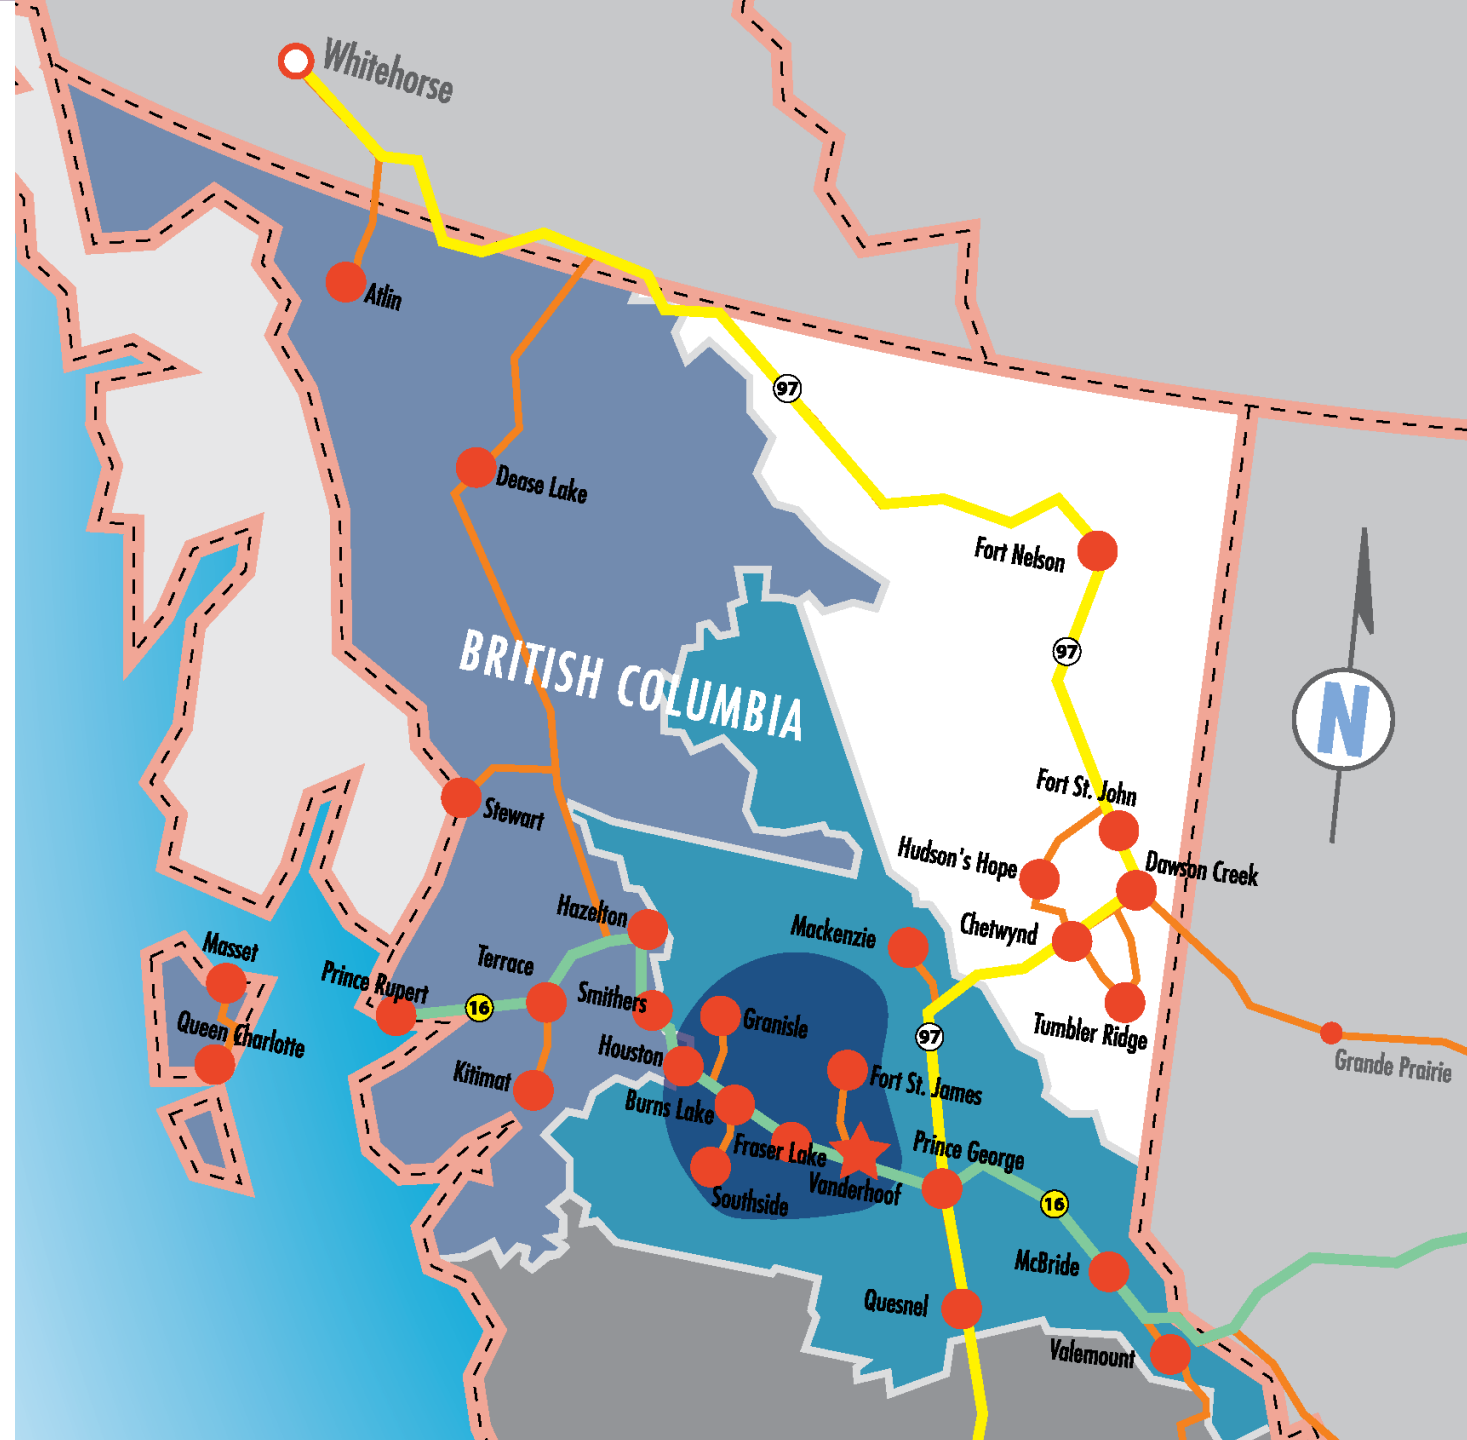 Whitehorse
Atlin
97
Dease Lake
Fort Nelson
97
BRITISH COLUMBIA
N
Fort St. John
Stewart
Hudson's Hope
Dawson Creek
Hazelton
Mackenzie
Chetwynd
Masset
Terrace
Prince Rupert
16
Smithers
Granisle
Tumbler Ridge
Queen Charlotte
97
Houston
Grande Prairie
Kitimat
Fort St. James
Burns Lake
Fraser Lake
Prince George
Vanderhoof
Southside
16
McBride
Quesnel
Valemount